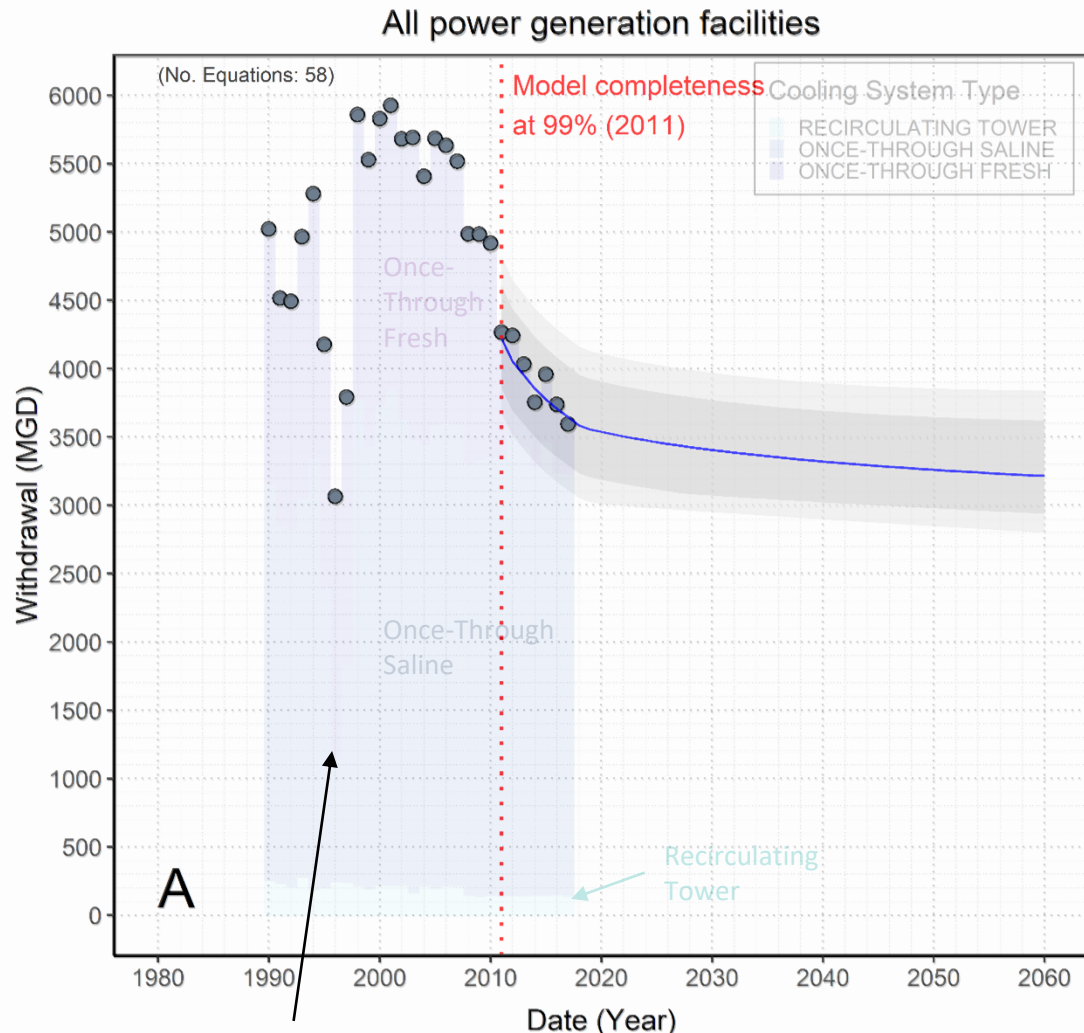 All power generation facilities
(No. Equations: 58)
Model completeness
at 99% (2011)
Cooling System Type
RECIRCULATING TOWER
ONCE-THROUGH SALINE
ONCE-THROUGH FRESH
6000
5500
5000
4500
4000
3500
3000
2500
2000
1500
1000
500
0
Withdrawal (MGD)
Once-
Through
Fresh
Once-Through
Saline
Recirculating
Tower
A
1980
1990
2000
2010
2020
2030
2040
2050
2060
Date (Year)